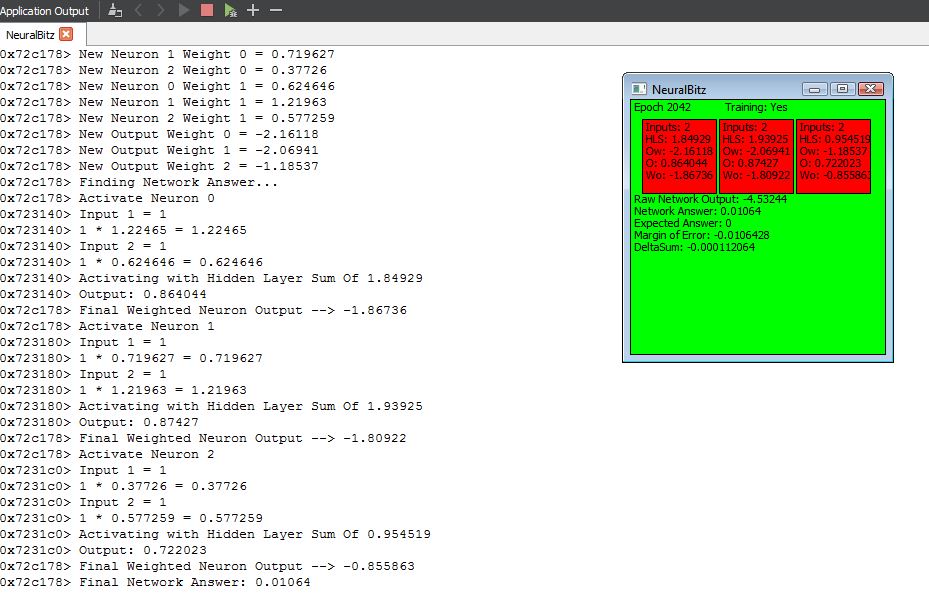 Application Output
NeuralBitz
0x72c178> New Neuron 1 Weight 0 = 0.719627
0x72c178> New Neuron 2 Weight 0 = 0.37726
0x72c178> New Neuron 0 Weight 1 = 0.624646
0x72c178> New Neuron 1 Weight 1 = 1.21963
0x72c178> New Neuron 2 Weight 1 = 0.577259
0x72c178> New Output Weight 0 = -2.16118
0x72c178> New Output Weight 1 = -2.06941
0x72c178> New Output Weight 2 = -1.18537
0x72c178> Finding Network Answer...
0x72c178> Activate Neuron 0
0x723140> Input 1 = 1
0x723140> 1 * 1.22465 = 1.22465
0x723140> Input 2 = 1
0x723140> 1 * 0.624646 = 0.624646
0x723140> Activating with Hidden Layer Sum Of 1.84929
0x723140> Output: 0.864044
0x72c178> Final Weighted Neuron Output --> -1.86736
0x72c178> Activate Neuron 1
0x723180> Input 1 = 1
0x723180> 1 * 0.719627 = 0.719627
0x723180> Input 2 = 1
0x723180> 1 * 1.21963 = 1.21963
0x723180> Activating with Hidden Layer Sum Of 1.93925
0x723180> Output: 0.87427
0x72c178> Final Weighted Neuron Output --> -1.80922
0x72c178> Activate Neuron 2
0x7231c0> Input 1 = 1
0x7231c0> 1 * 0.37726 = 0.37726
0x7231c0> Input 2 = 1
0x7231c0> 1 * 0.577259 = 0.577259
0x7231c0> Activating with Hidden Layer Sum Of 0.954519
0x7231c0> Output: 0.722023
0x72c178> Final Weighted Neuron Output --> -0.855863
0x72c178> Final Network Answer: 0.01064
NeuralBitz
Epoch 2042 Training: Yes
Inputs: 2
HLS: 1.84929
Ow: -2.16118
O: 0.864044
Wo: -1.86736
Inputs: 2
HLS: 1.93925
Ow: -2.06941
O: 0.87427
Wo: -1.80922
Inputs: 2
HLS: 0.954519
Ow: -1.18537
O: 0.722023
Wo: -0.855863
Raw Network Output: -4.53244
Network Answer: 0.01064
Expected Answer: 0
Margin of Error: -0.0106428
DeltaSum: -0.000112064